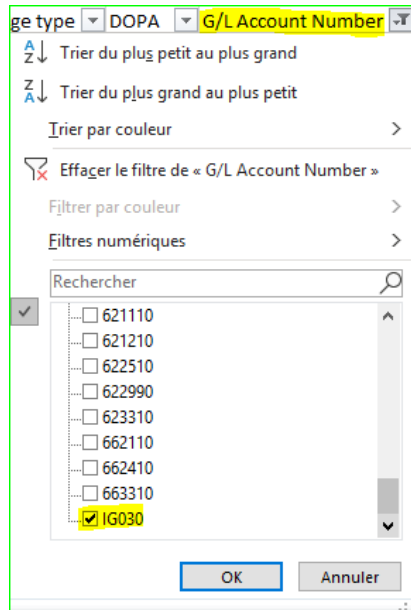 ge type DOPA G/L Account Number
Trier du plus petit au plus grand
Trier du plus grand au plus petit
Trier par couleur
Effacer le filtre de « G/L Account Number »
Filtrer par couleur
Filtres numériques
Rechercher
621110
621210
622510
622990
623310
662110
662410
663310
IG030
OK Annuler